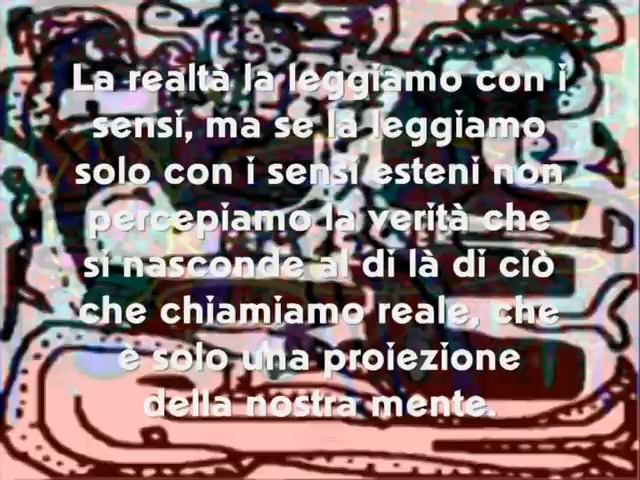 La realtà la leggiamo con i
sensi, ma se la leggiamo
solo con i sensi esteni non
percepiamo la verità che
si nasconde al di là di ciò
che chiamiamo reale, che
è solo una proiezione
della nostra mente.